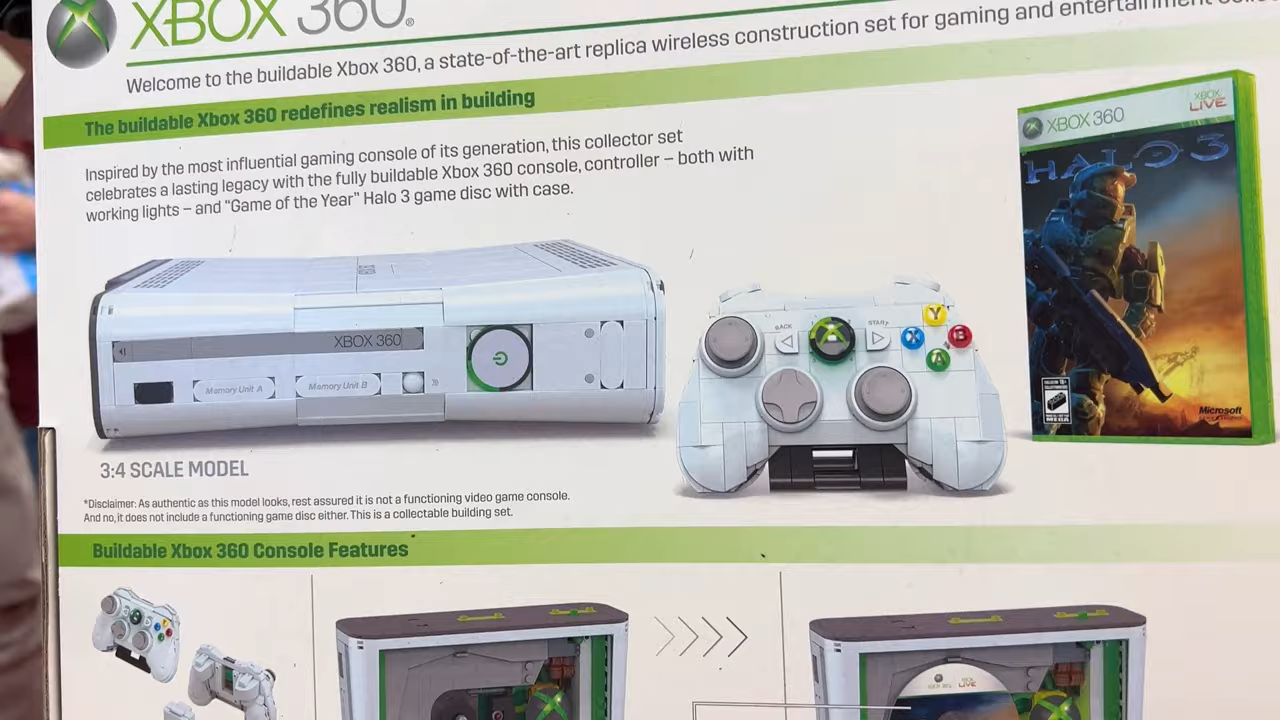 XBOX 360®
Welcome to the buildable Xbox 360, a state-of-the-art replica wireless construction set for gaming and entertainment
The buildable Xbox 360 redefines realism in building
Inspired by the most influential gaming console of its generation, this collector set
celebrates a lasting legacy with the fully buildable Xbox 360 console, controller – both with
working lights – and "Game of the Year" Halo 3 game disc with case.
XBOX 360
XBOX
LIVE
HALO 3
Microsoft
XBOX 360
Memory Unit A
Memory Unit B
BACK
START
Y
X
B
A
3:4 SCALE MODEL
*Disclaimer: As authentic as this model looks, rest assured it is not a functioning video game console.
And no, it does not include a functioning game disc either. This is a collectable building set.
Buildable Xbox 360 Console Features
XBOX 360
XBOX
LIVE